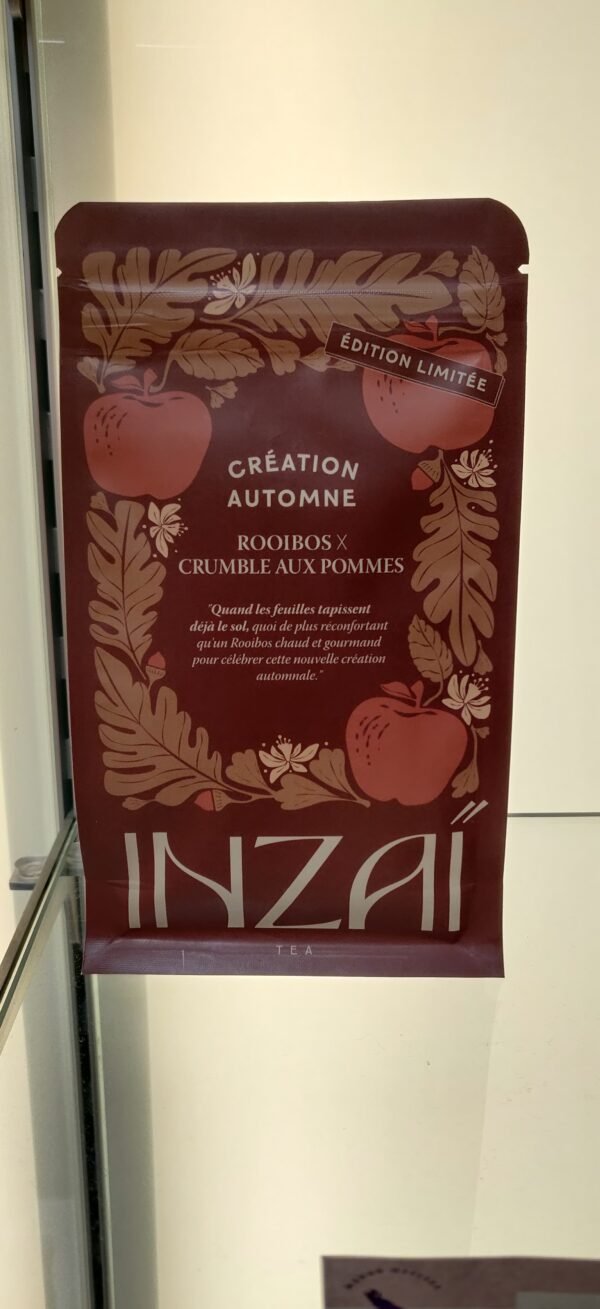 ÉDITION LIMITÉE
CRÉATION
AUTOMNE
ROOIBOS X
CRUMBLE AUX POMMES
"Quand les feuilles tapissent
déjà le sol, quoi de plus réconfortant
qu'un Rooibos chaud et gourmand
pour célébrer cette nouvelle création
automnale."
INZAÏ
TEA